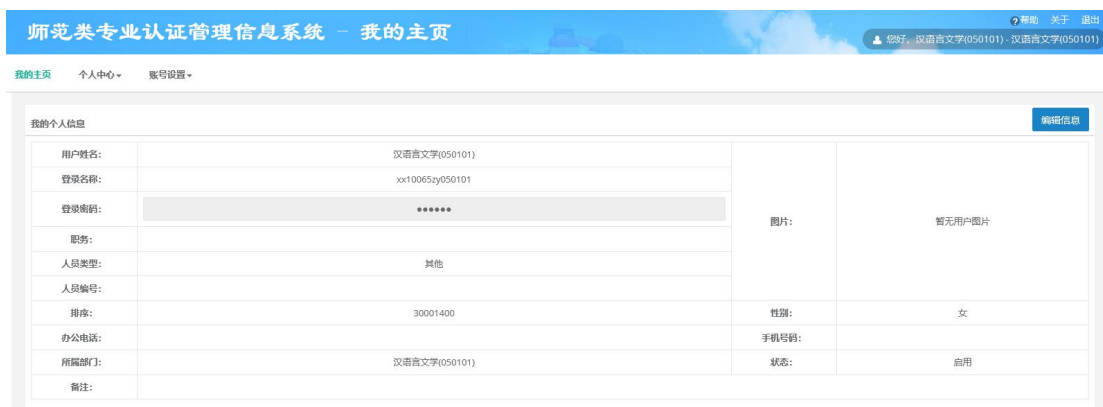 师范类专业认证管理信息系统 - 我的主页
帮助 关于 退出
您好，汉语言文学(050101) - 汉语言文学(050101)
我的主页 个人中心 账号设置
我的个人信息 编辑信息
用户姓名： 汉语言文学(050101)
登录名称： xx10065zy050101
登录密码： ●●●●●●
图片： 暂无用户图片
职务：
人员类型： 其他
人员编号：
排序： 30001400 性别： 女
办公电话： 手机号码：
所属部门： 汉语言文学(050101) 状态： 启用
备注：